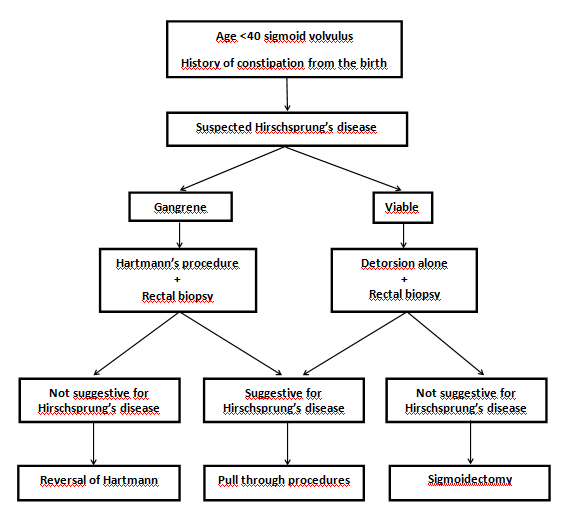 Age <40 sigmoid volvulus
History of constipation from the birth
Suspected Hirschsprung's disease
Gangrene
Viable
Hartmann's procedure
+
Rectal biopsy
Detorsion alone
+
Rectal biopsy
Not suggestive for
Hirschsprung's disease
Suggestive for
Hirschsprung's disease
Not suggestive for
Hirschsprung's disease
Reversal of Hartmann
Pull through procedures
Sigmoidectomy